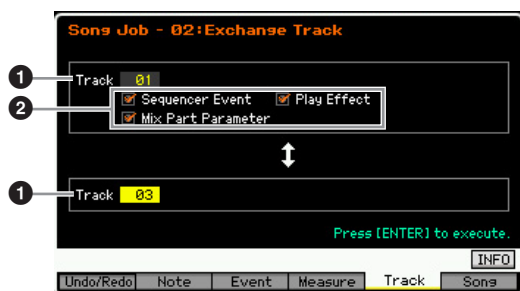 Song Job - 02:Exchange Track
1 Track 01
2 Sequencer Event Play Effect
Mix Part Parameter
1 Track 03
Press [ENTER] to execute.
INFO
Undo/Redo Note Event Measure Track Song